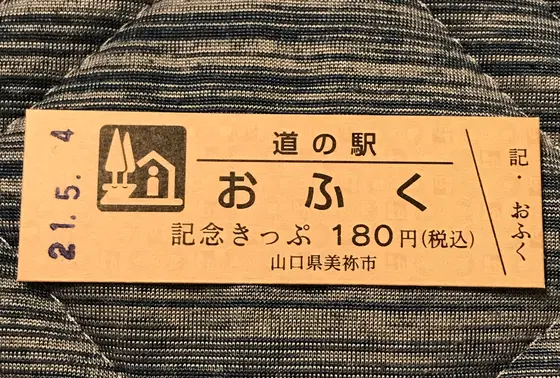 21.5.-4
道の駅
おふく
記念きっぷ 180円(税込)
山口県美祢市
記・おふく